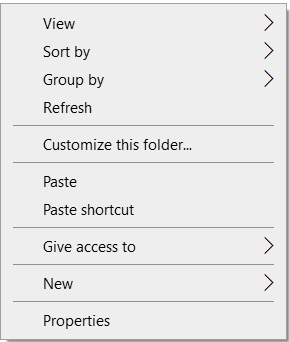 View
Sort by
Group by
Refresh
Customize this folder...
Paste
Paste shortcut
Give access to
New
Properties